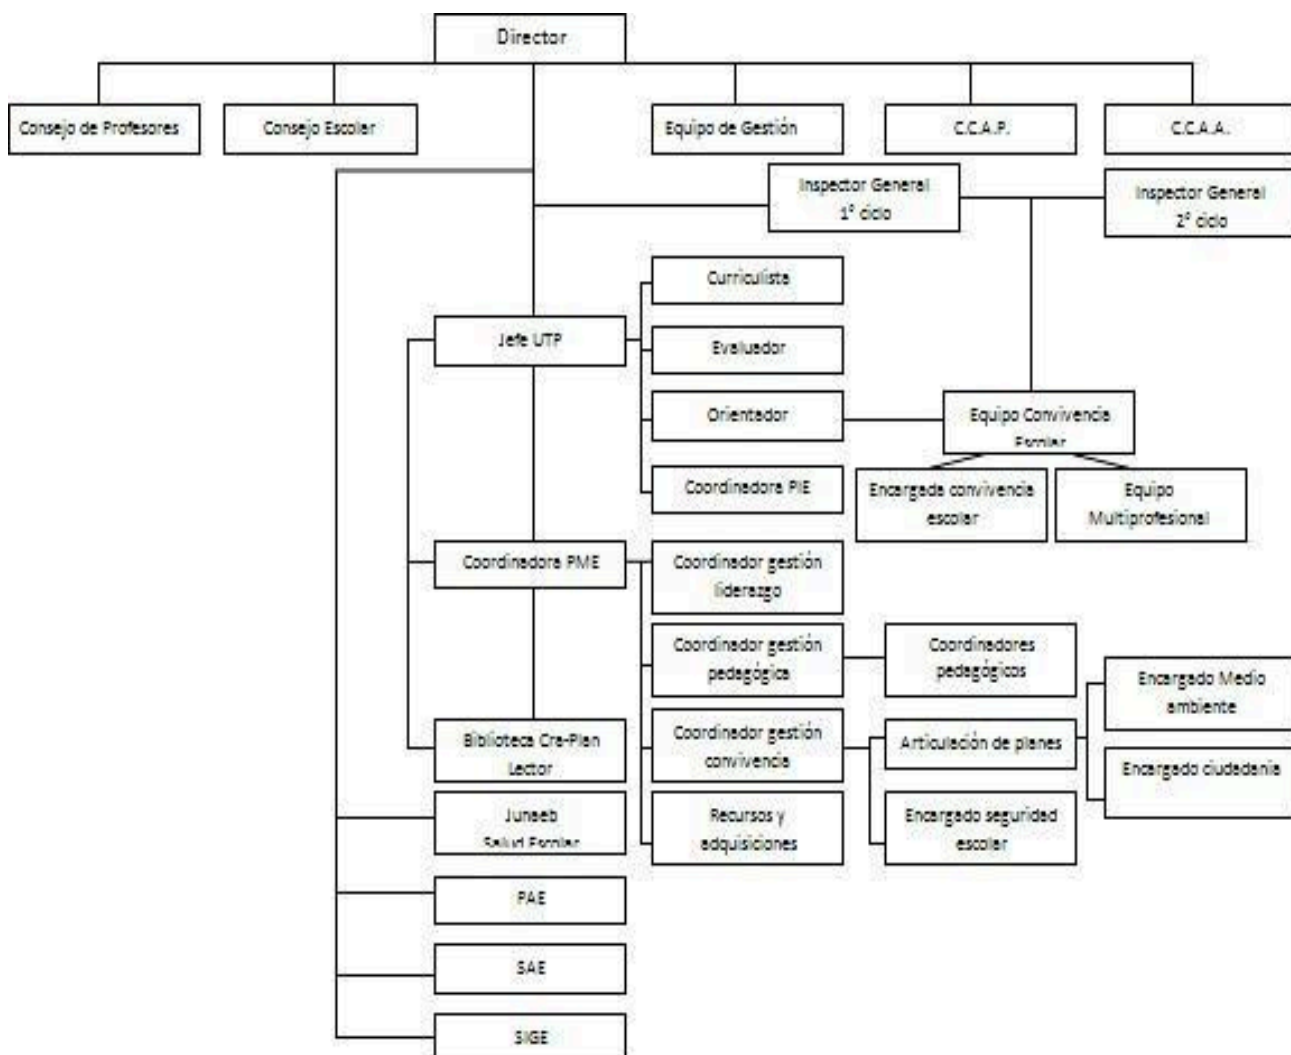 Director
Consejo de Profesores
Consejo Escolar
Equipo de Gestión
C.C.A.P.
C.C.A.A.
Inspector General
1° ciclo
Inspector General
2° ciclo
Curriculista
Jefe UTP
Evaluador
Orientador
Equipo Convivencia
Escolar
Coordinadora PIE
Encargada convivencia
escolar
Equipo
Multiprofesional
Coordinadora PME
Coordinador gestión
liderazgo
Coordinador gestión
pedagógica
Coordinadores
pedagógicos
Encargado Medio
ambiente
Biblioteca Cra-Plan
Lector
Coordinador gestión
convivencia
Articulación de planes
Encargado ciudadanía
Junaeb
Salud Escolar
Recursos y
adquisiciones
Encargado seguridad
escolar
PAE
SAE
SIGE